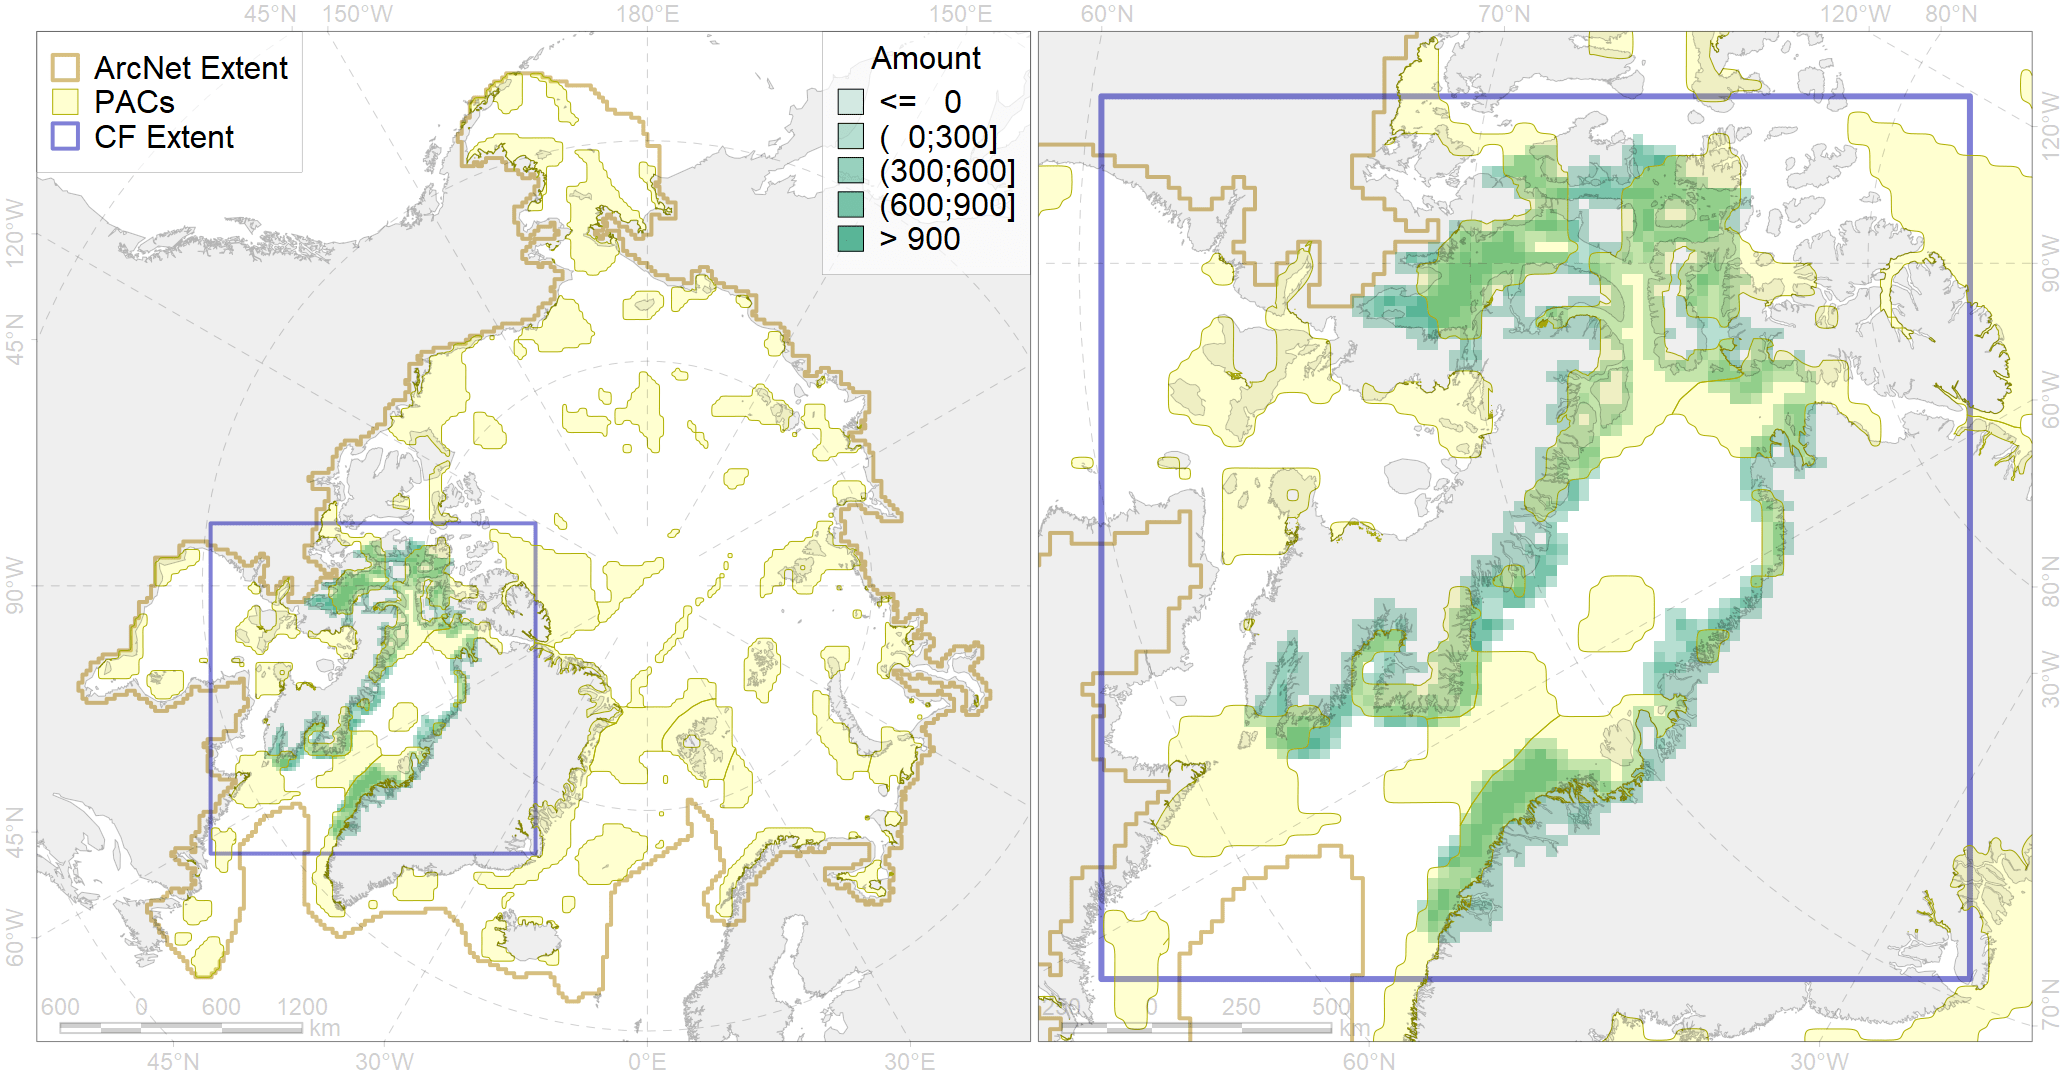 45°N 150°W 180°E 150°E 60°N 70°N 120°W 80°N
ArcNet Extent
PACs
CF Extent
Amount
<= 0
( 0;300]
(300;600]
(600;900]
> 900
120°W
45°N
90°W
45°N
60°W
120°W
90°W
60°W
80°N
30°W
70°N
600 0 600 1200
km
250 0 250 500
km
45°N 30°W 0°E 30°E 60°N 30°W